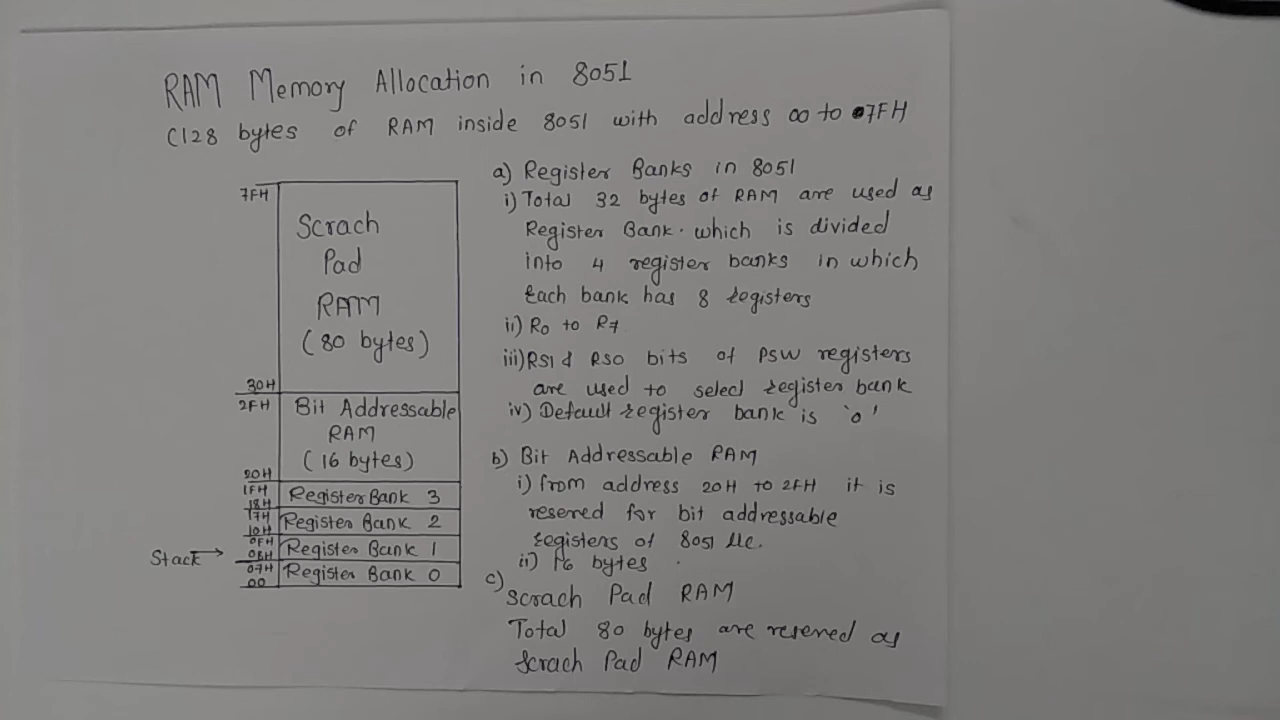 RAM Memory Allocation in 8051
(128 bytes of RAM inside 8051 with address 00 to 07FH
7FH
Scrach
Pad
RAM
(80 bytes)
30H
2FH
Bit Addressable
RAM
(16 bytes)
20H
1FH
Register Bank 3
18H
17H
Register Bank 2
10H
0FH
Register Bank 1
Stack
08H
07H
Register Bank 0
00
a) Register Banks in 8051
i) Total 32 bytes of RAM are used as
Register Bank. which is divided
into 4 register banks in which
Each bank has 8 registers
ii) R0 to R7
iii) RS1 & RS0 bits of PSW registers
are used to select register bank
iv) Default register bank is '0'
b) Bit Addressable RAM
i) from address 20H to 2FH it is
reserved for bit addressable
registers of 8051 μc.
ii) 16 bytes
c)
Scrach Pad RAM
Total 80 bytes are reserved as
Scrach Pad RAM